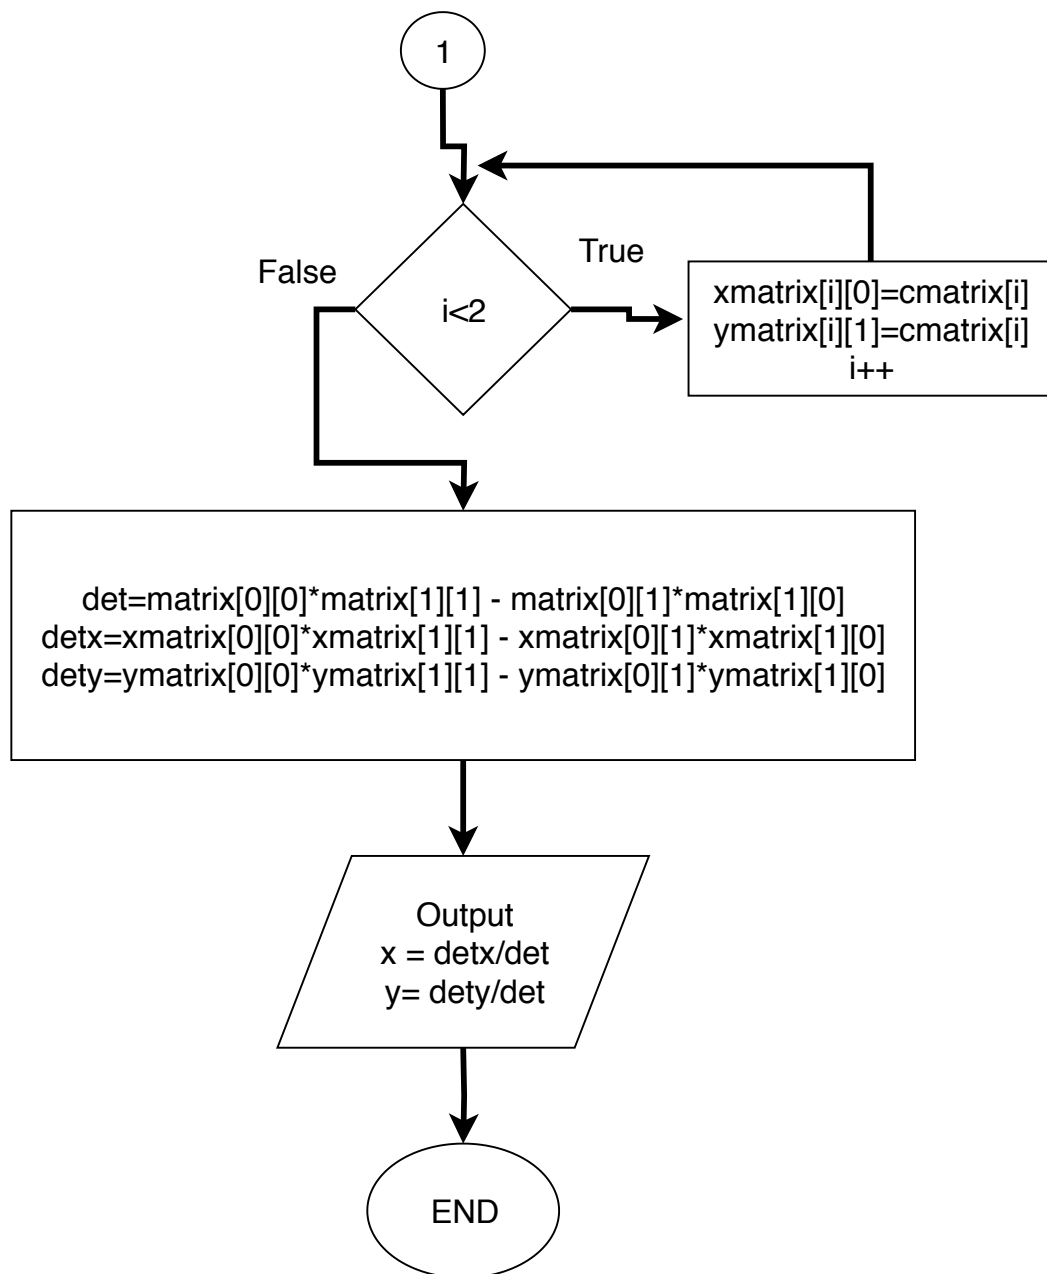 1
False
True
i<2
xmatrix[i][0]=cmatrix[i]
ymatrix[i][1]=cmatrix[i]
i++
det=matrix[0][0]*matrix[1][1] - matrix[0][1]*matrix[1][0]
detx=xmatrix[0][0]*xmatrix[1][1] - xmatrix[0][1]*xmatrix[1][0]
dety=ymatrix[0][0]*ymatrix[1][1] - ymatrix[0][1]*ymatrix[1][0]
Output
x = detx/det
y= dety/det
END